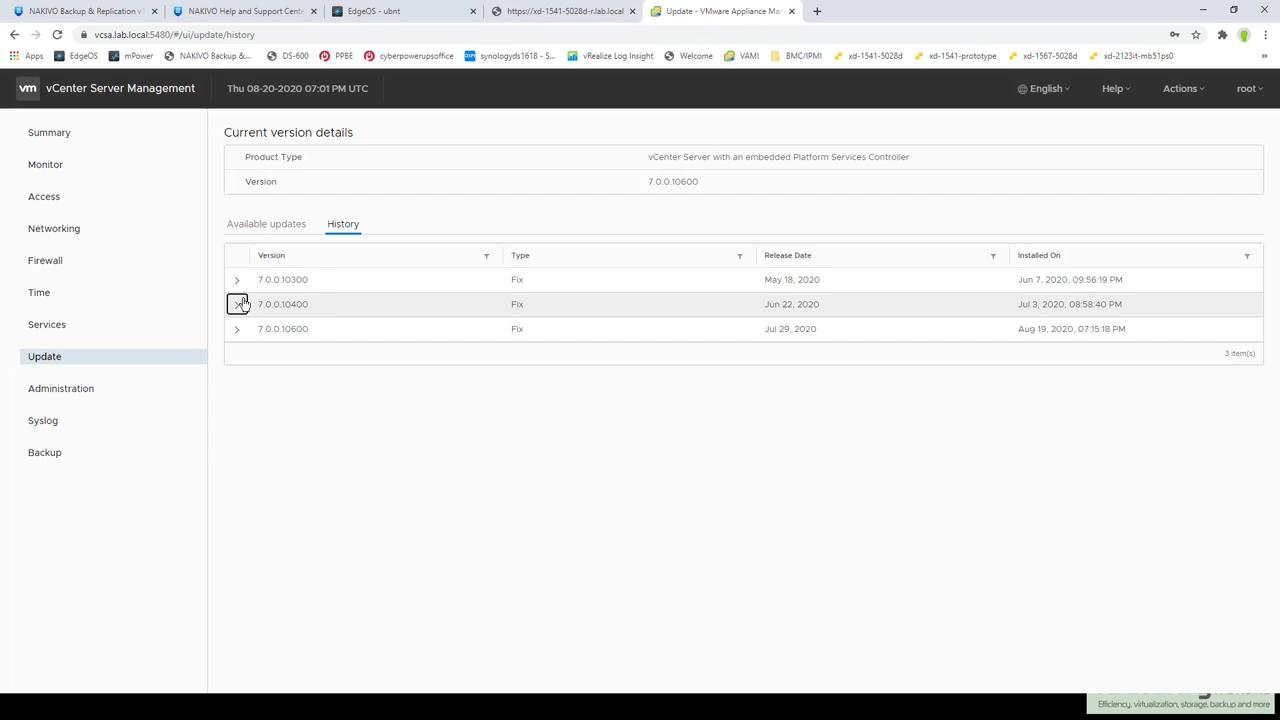 NAKIVO Backup & Replication v
NAKIVO Help and Support Cent
EdgeOS - ubnt
https://xd-1541-5028d-r.lab.local
Update - VMware Appliance Ma
vcsa.lab.local:5480/#/ui/update/history
Apps
EdgeOS
mPower
NAKIVO Backup &...
DS-600
PPBE
cyberpowerupsoffice
synologyds1618 - S...
vRealize Log Insight
Welcome
VAMI
BMC/IPMI
xd-1541-5028d
xd-1541-prototype
xd-1567-5028d
xd-2123it-mb51ps0
vm vCenter Server Management
Thu 08-20-2020 07:01 PM UTC
English
Help
Actions
root
Summary
Monitor
Access
Networking
Firewall
Time
Services
Update
Administration
Syslog
Backup
Current version details
Product Type vCenter Server with an embedded Platform Services Controller
Version 7.0.0.10600
Available updates History
Version Type Release Date Installed On
7.0.0.10300 Fix May 18, 2020 Jun 7, 2020, 09:56:19 PM
7.0.0.10400 Fix Jun 22, 2020 Jul 3, 2020, 08:58:40 PM
7.0.0.10600 Fix Jul 29, 2020 Aug 19, 2020, 07:15:18 PM
3 item(s)
Efficiency, virtualization, storage, backup and more